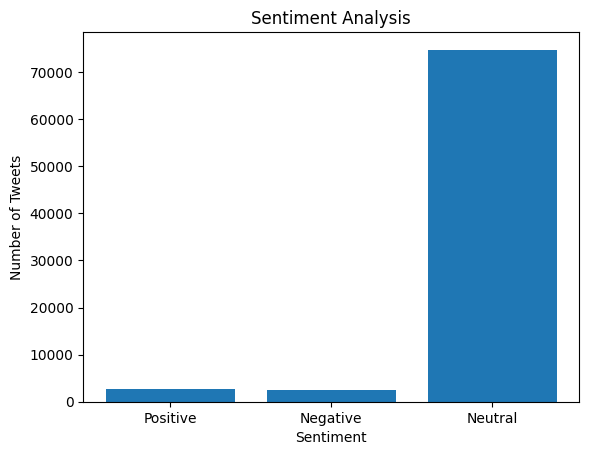 Sentiment Analysis
Number of Tweets
70000
60000
50000
40000
30000
20000
10000
0
Positive Negative Neutral
Sentiment